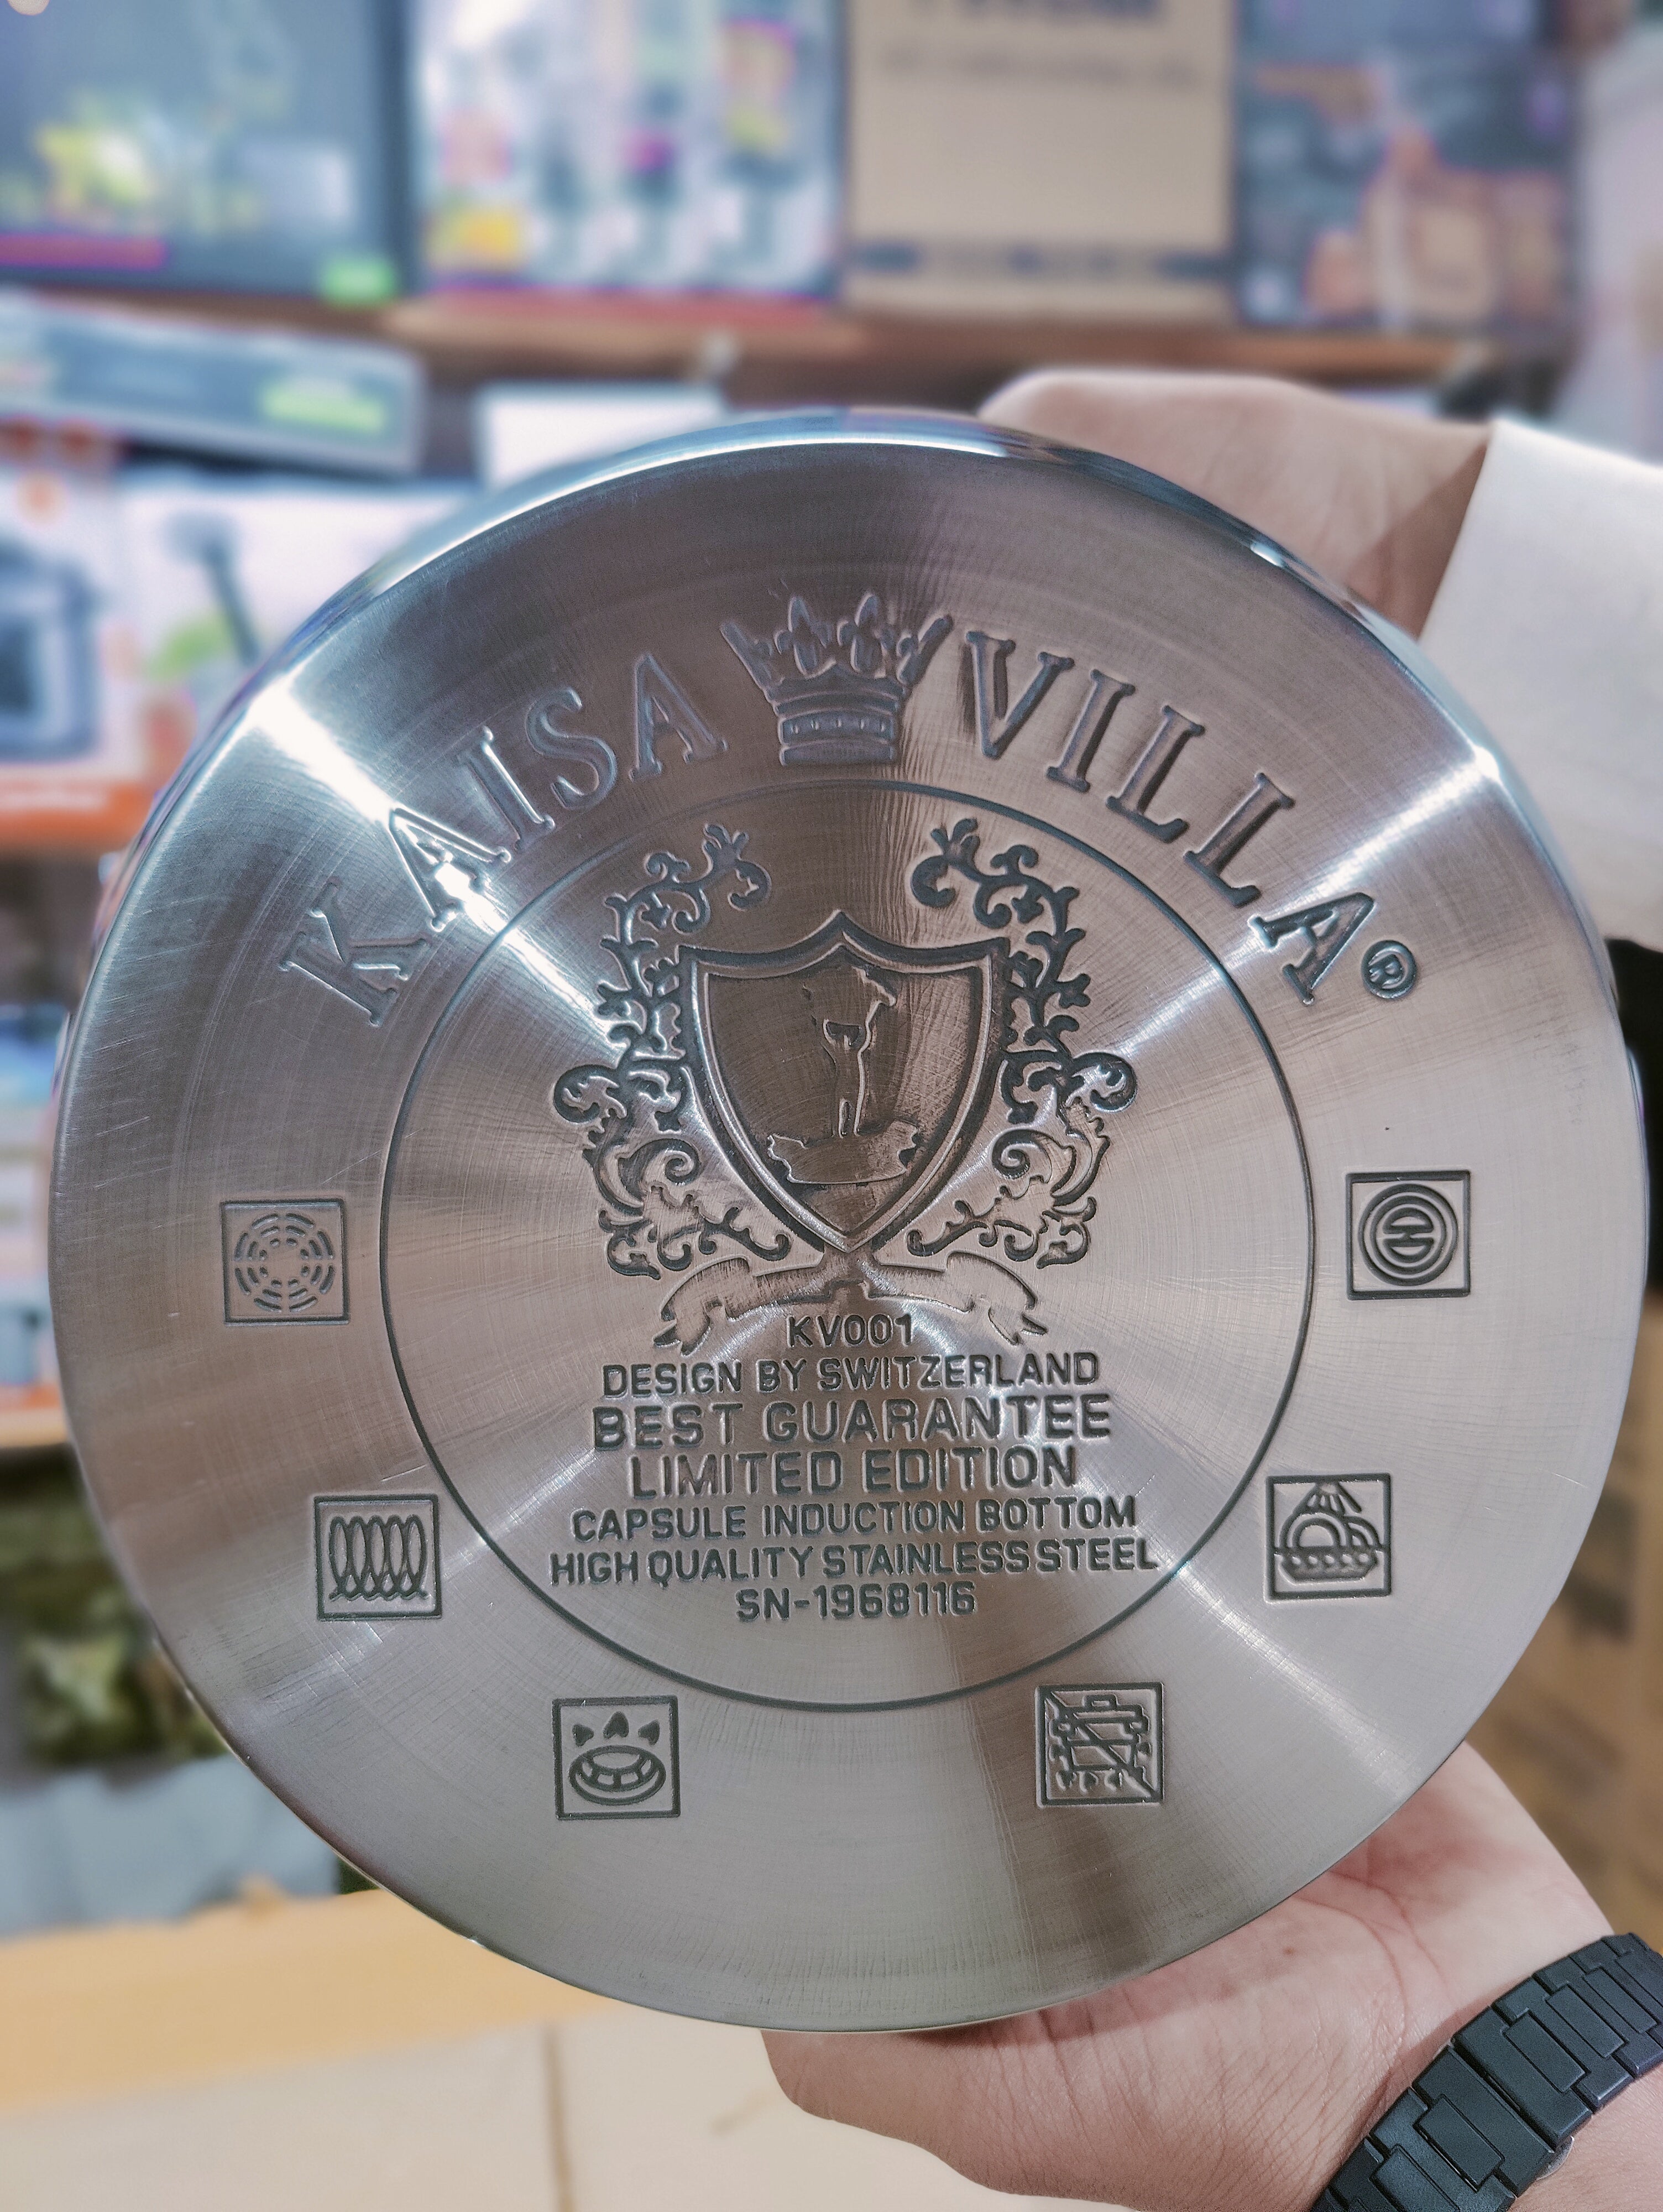 KAISA VILLA®
KV001
DESIGN BY SWITZERLAND
BEST GUARANTEE
LIMITED EDITION
CAPSULE INDUCTION BOTTOM
HIGH QUALITY STAINLESS STEEL
SN-1968116